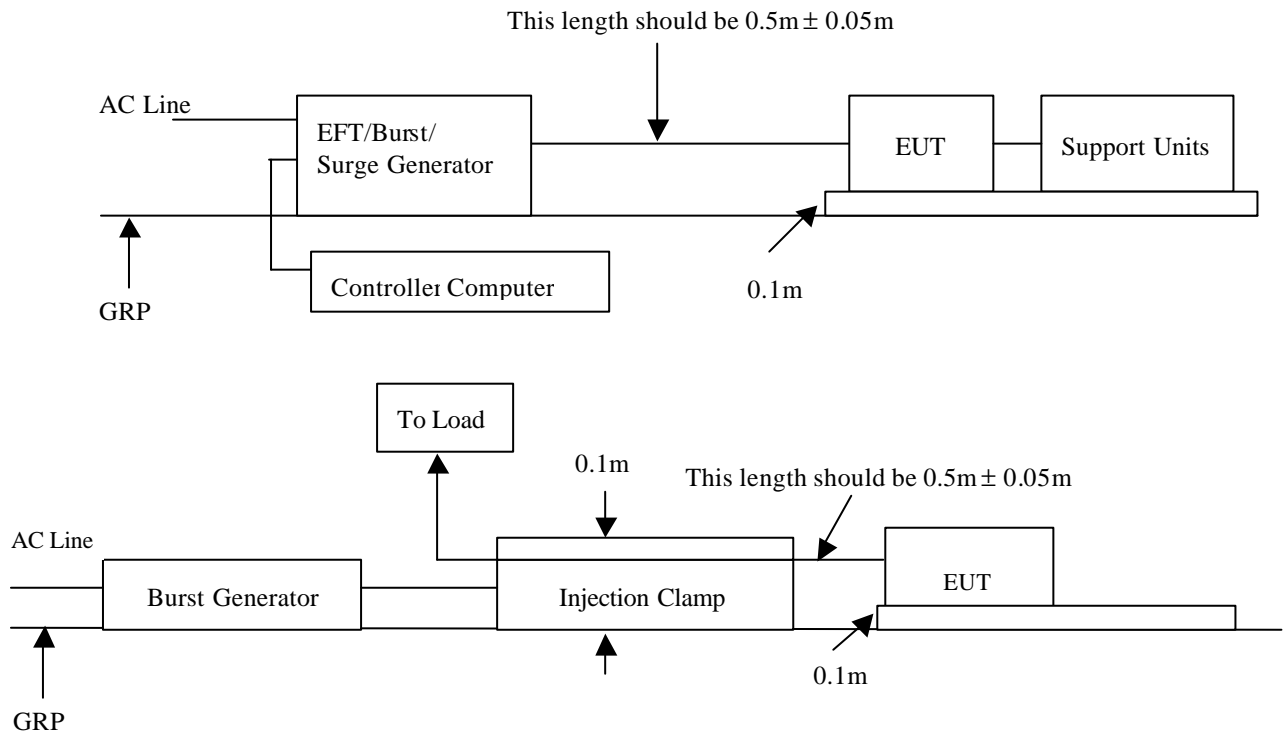 This length should be 0.5m ± 0.05m
AC Line
EFT/Burst/
Surge Generator
EUT
Support Units
0.1m
Controller Computer
GRP
To Load
0.1m
This length should be 0.5m ± 0.05m
AC Line
Burst Generator
Injection Clamp
EUT
0.1m
GRP